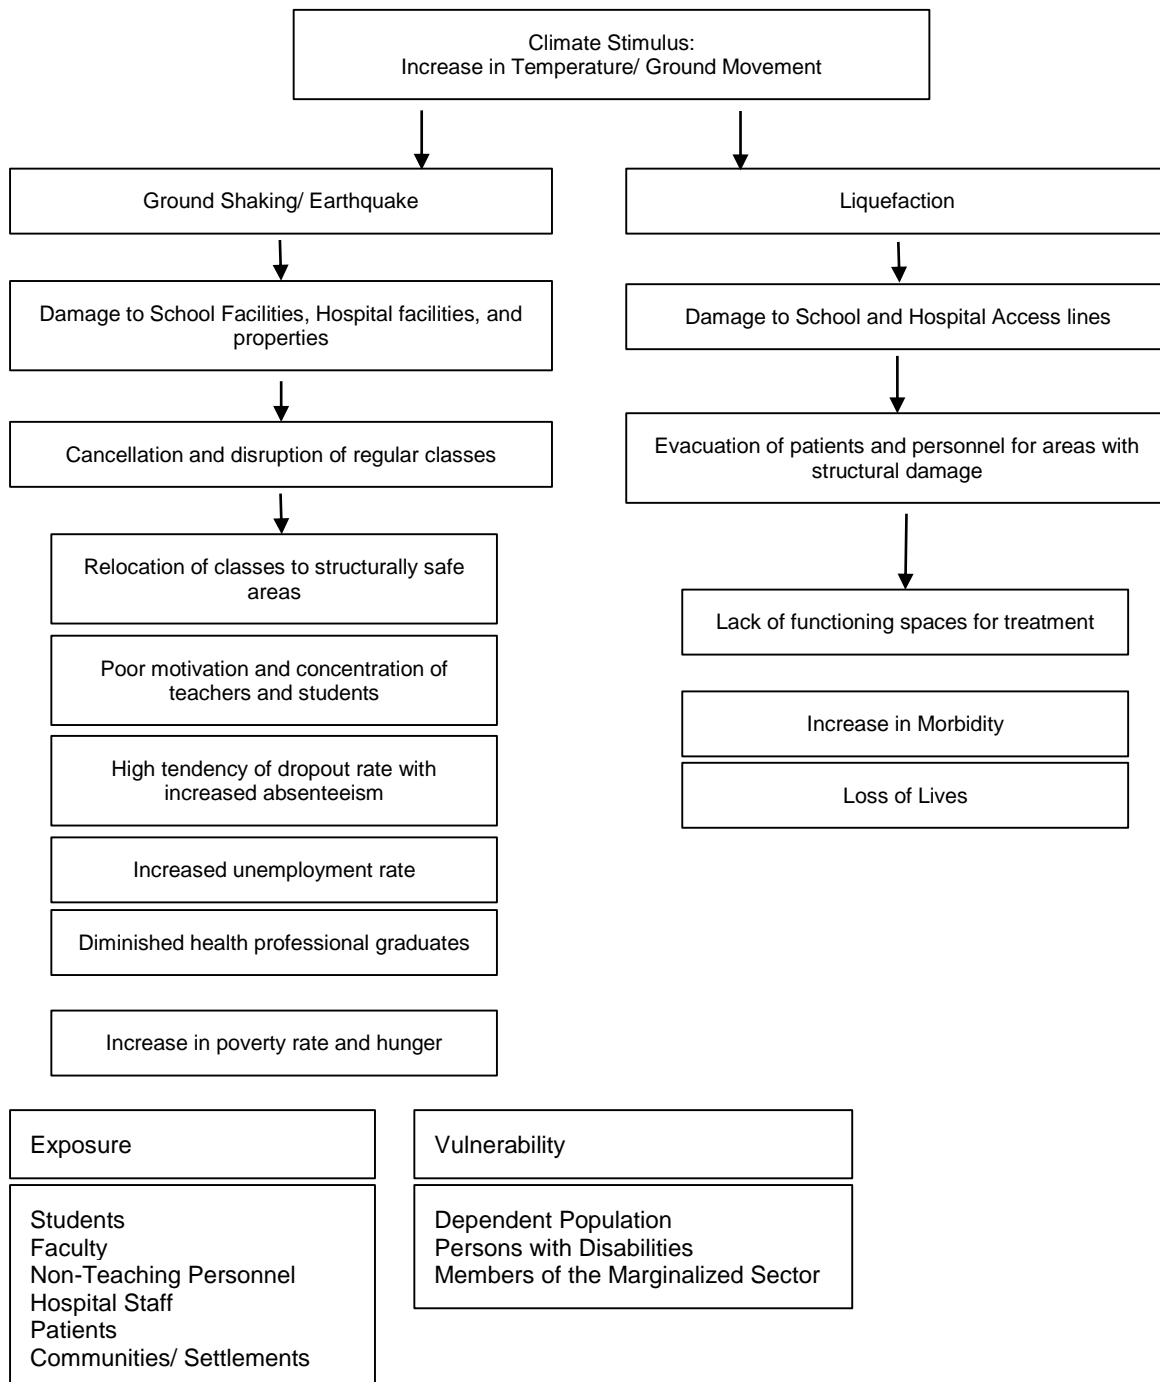 Climate Stimulus:
Increase in Temperature/ Ground Movement
Ground Shaking/ Earthquake
Damage to School Facilities, Hospital facilities, and
properties
Cancellation and disruption of regular classes
Relocation of classes to structurally safe
areas
Poor motivation and concentration of
teachers and students
High tendency of dropout rate with
increased absenteeism
Increased unemployment rate
Diminished health professional graduates
Increase in poverty rate and hunger
Liquefaction
Damage to School and Hospital Access lines
Evacuation of patients and personnel for areas with
structural damage
Lack of functioning spaces for treatment
Increase in Morbidity
Loss of Lives
Exposure
Students
Faculty
Non-Teaching Personnel
Hospital Staff
Patients
Communities/ Settlements
Vulnerability
Dependent Population
Persons with Disabilities
Members of the Marginalized Sector